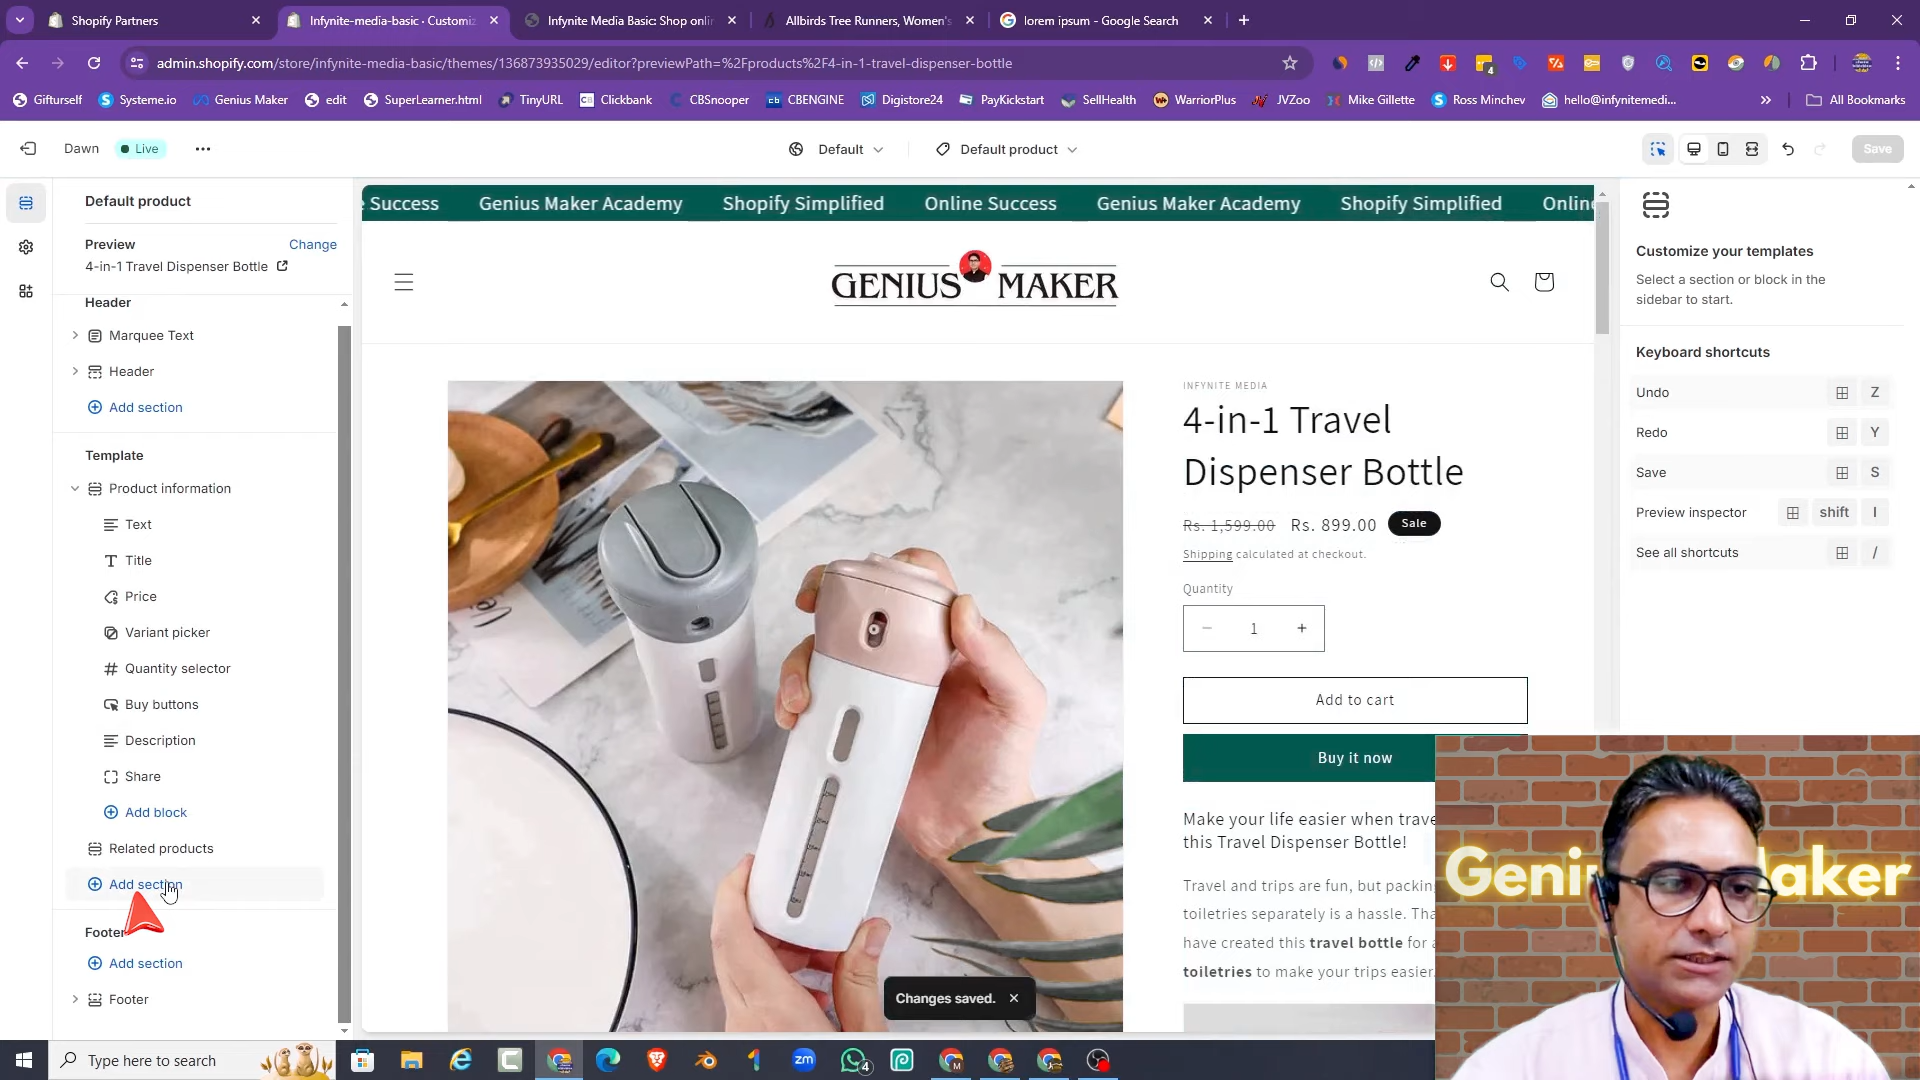 Shopify Partners
Infynite-media-basic · Customiz
Infynite Media Basic: Shop onlin
Allbirds Tree Runners, Women's
lorem ipsum - Google Search
admin.shopify.com/store/infynite-media-basic/themes/136873935029/editor?previewPath=%2Fproducts%2F4-in-1-travel-dispenser-bottle
4
Gifturself
Systeme.io
Genius Maker
edit
SuperLearner.html
TinyURL
Clickbank
CBSnooper
CBENGINE
Digistore24
PayKickstart
SellHealth
WarriorPlus
JVZoo
Mike Gillette
Ross Minchev
hello@infynitemedi...
All Bookmarks
Dawn
Live
Default
Default product
Save
Default product
Preview
Change
4-in-1 Travel Dispenser Bottle
Header
Marquee Text
Header
Add section
Template
Product information
Text
Title
Price
Variant picker
Quantity selector
Buy buttons
Description
Share
Add block
Related products
Add section
Footer
Add section
Footer
e Success Genius Maker Academy Shopify Simplified Online Success Genius Maker Academy Shopify Simplified Onlin
GENIUS MAKER
INFYNITE MEDIA
4-in-1 Travel
Dispenser Bottle
Rs. 1,599.00 Rs. 899.00 Sale
Shipping calculated at checkout.
Quantity
1
Add to cart
Buy it now
Make your life easier when trave
this Travel Dispenser Bottle!
Travel and trips are fun, but packin
toiletries separately is a hassle. Tha
have created this travel bottle for a
toiletries to make your trips easier.
Changes saved.
Customize your templates
Select a section or block in the
sidebar to start.
Keyboard shortcuts
Undo
Z
Redo
Y
Save
S
Preview inspector
shift
I
See all shortcuts
/
Geni aker
Type here to search
zm
4